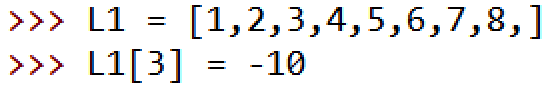 >>> L1 = [1,2,3,4,5,6,7,8,]
>>> L1[3] = -10